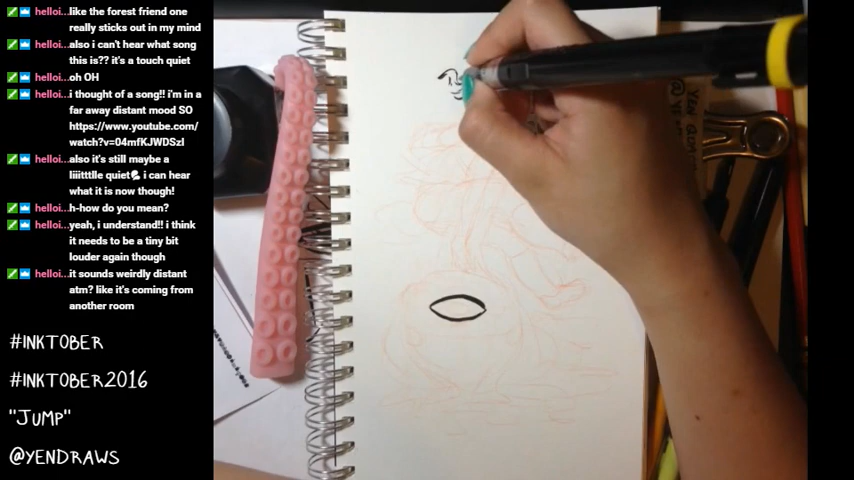 helloi... like the forest friend one
really sticks out in my mind
helloi... also i can't hear what song
this is?? it's a touch quiet
helloi... oh OH
helloi... i thought of a song!! i'm in a
far away distant mood SO
https://www.youtube.com/
watch?v=04mfKJWDSzI
helloi... also it's still maybe a
liiitttlle quiet i can hear
what it is now though!
helloi... h-how do you mean?
helloi... yeah, i understand!! i think
it needs to be a tiny bit
louder again though
helloi... it sounds weirdly distant
atm? like it's coming from
another room
#INKTOBER
#INKTOBER2016
"JUMP"
@YENDRAWS